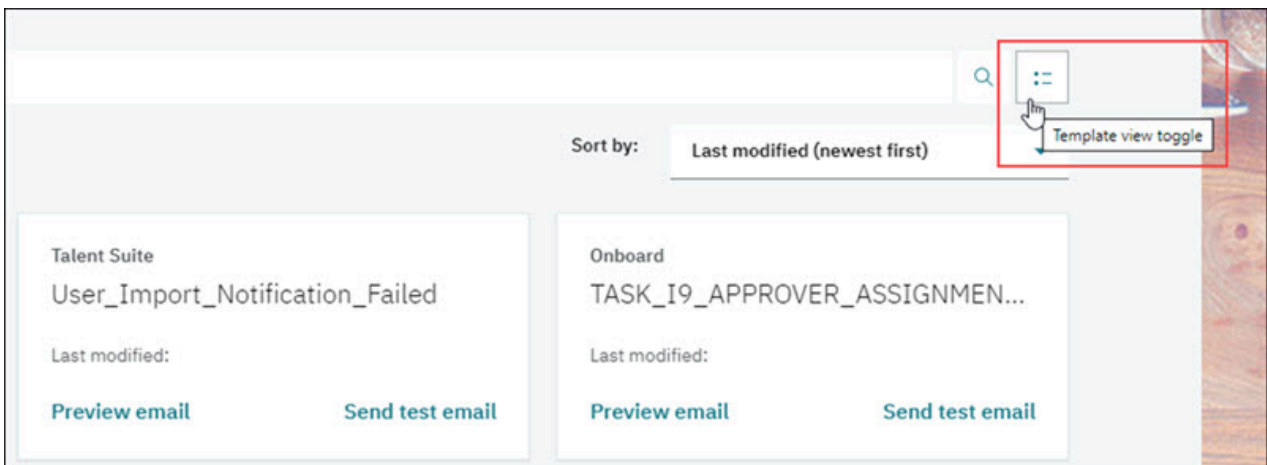 Template view toggle
Sort by: Last modified (newest first)
Talent Suite
User_Import_Notification_Failed
Last modified:
Preview email Send test email
Onboard
TASK_I9_APPROVER_ASSIGNMEN...
Last modified:
Preview email Send test email